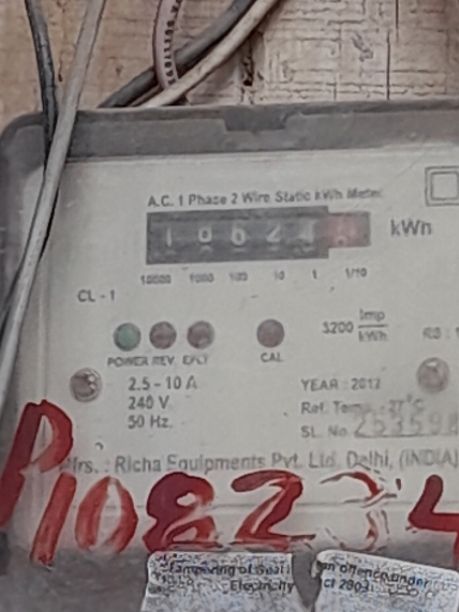 A.C. 1 Phase 2 Wire Static kWh Meter
1 0 6 2 kWh
10000 1000 100 10 1 1/10
CL - 1
3200 Imp/kWh
POWER REV. EFLT CAL
2.5 - 10 A YEAR : 2012
240 V Ref. Temp. : 27°C
50 Hz. SL. No.
Mrs. : Richa Equipments Pvt. Ltd. Delhi, (INDIA)
Tampering of Seal an offence under
Electricity ct 2003